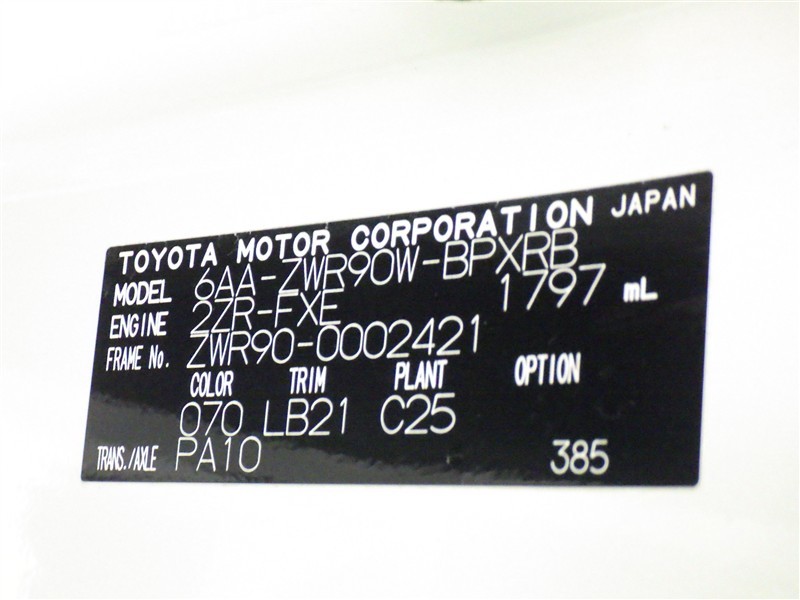 TOYOTA MOTOR CORPORATION JAPAN
MODEL 6AA-ZWR90W-BPXRB
ENGINE 2ZR-FXE 1797 mL
FRAME No. ZWR90-0002421
COLOR TRIM PLANT OPTION
070 LB21 C25
TRANS./AXLE PA10 385